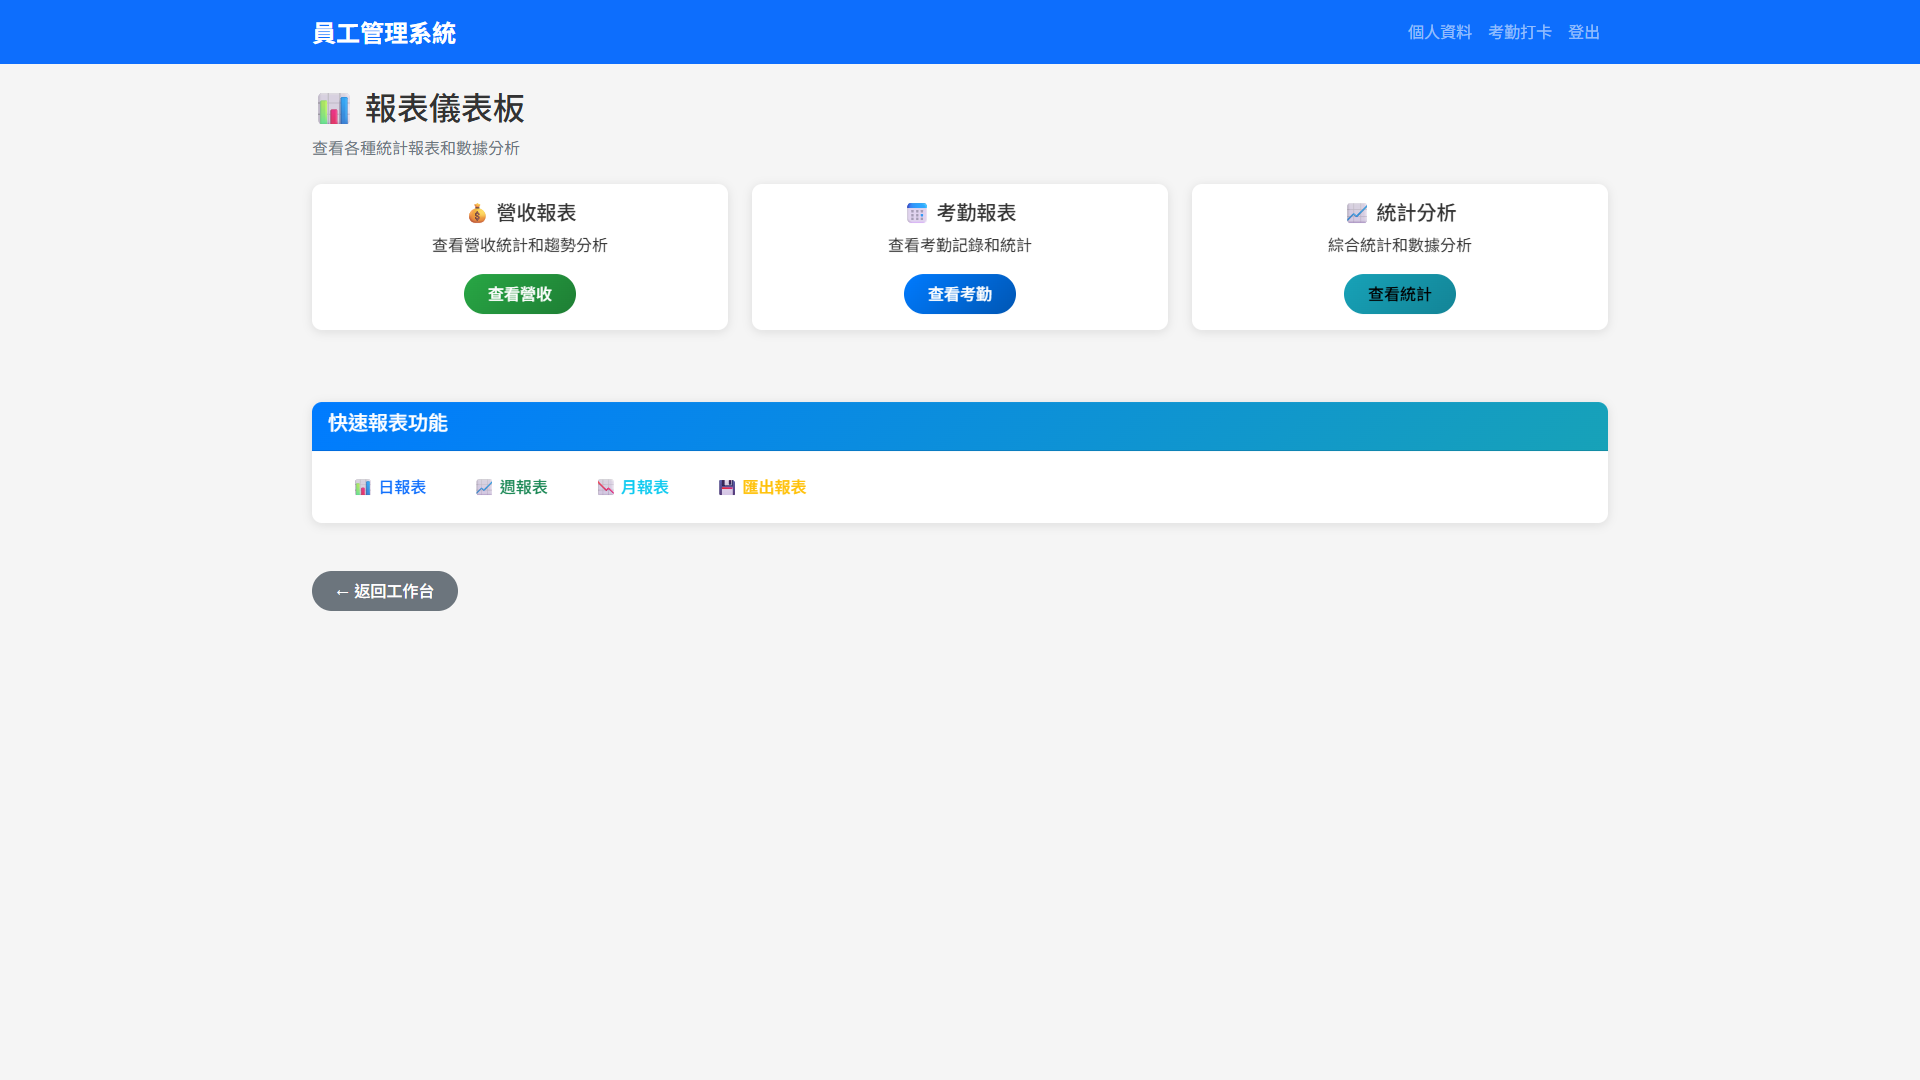 員工管理系統
個人資料 考勤打卡 登出
📊 報表儀表板
查看各種統計報表和數據分析
💰 營收報表
查看營收統計和趨勢分析
查看營收
📅 考勤報表
查看考勤記錄和統計
查看考勤
📈 統計分析
綜合統計和數據分析
查看統計
快速報表功能
📊 日報表 📈 週報表 📉 月報表 💾 匯出報表
← 返回工作台